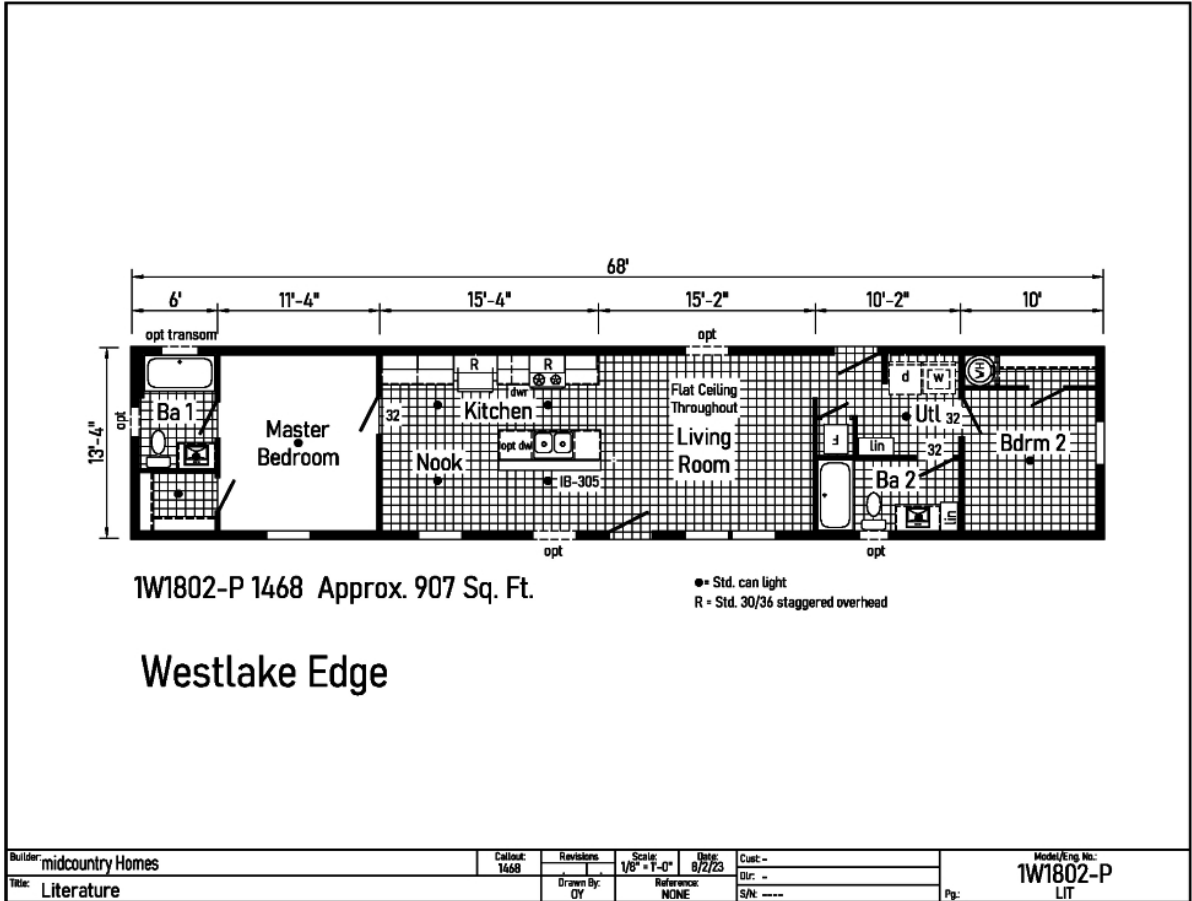 68'
6'
11'-4"
15'-4"
15'-2"
10'-2"
10'
opt transom
opt
13'-4"
opt
R
R
d
w
WH
dwr
Flat Ceiling
Throughout
Ba 1
32
Kitchen
Utl
32
Master
Bedroom
opt dw
Living
Room
F
lin
32
Bdrm 2
Nook
IB-305
Ba 2
lin
opt
opt
1W1802-P 1468 Approx. 907 Sq. Ft.
●= Std. can light
R = Std. 30/36 staggered overhead
Westlake Edge
Builder: midcountry Homes
Callout:
1468
Revisions
Scale:
1/8" = 1'-0"
Date:
8/2/23
Cust: -
Dlr: -
S/N: ----
Title: Literature
Drawn By:
OY
Reference:
NONE
Model/Eng. No.:
1W1802-P
Pg.: LIT